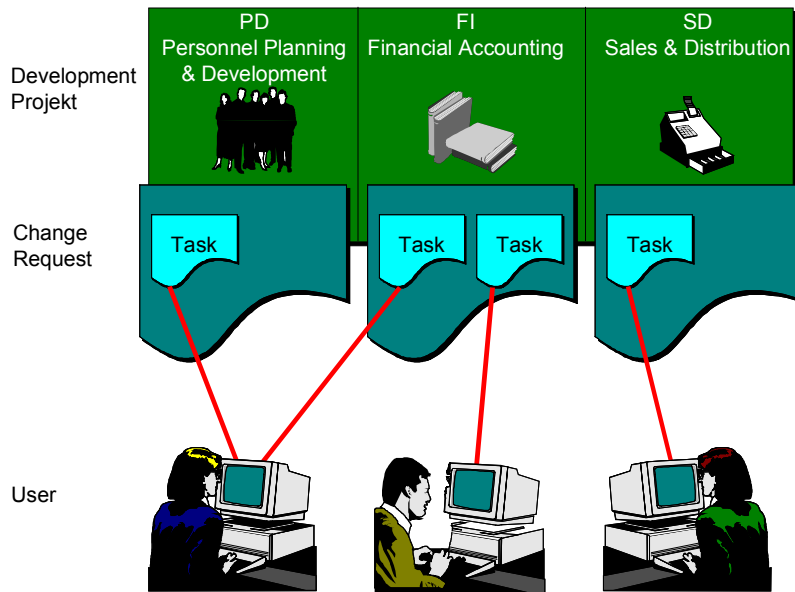 PD
Personnel Planning
& Development
FI
Financial Accounting
SD
Sales & Distribution
Development
Projekt
Change
Request
Task
Task
Task
Task
User